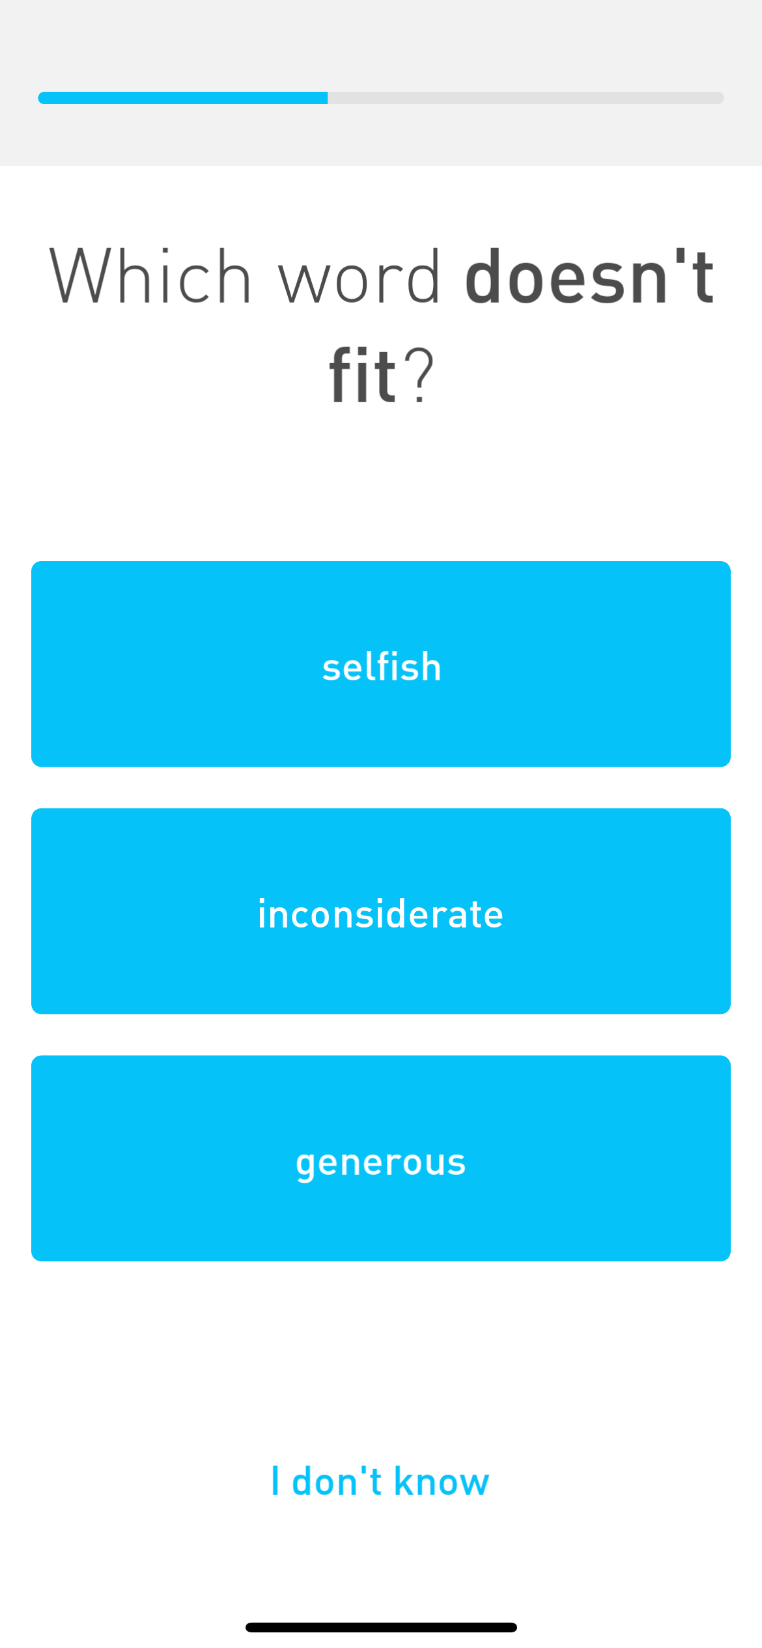 Which word doesn't
fit?
selfish
inconsiderate
generous
I don't know